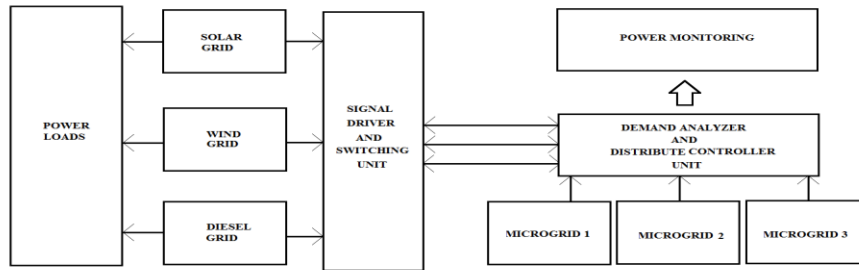 POWER
LOADS
SOLAR
GRID
WIND
GRID
DIESEL
GRID
SIGNAL
DRIVER
AND
SWITCHING
UNIT
POWER MONITORING
DEMAND ANALYZER
AND
DISTRIBUTE CONTROLLER
UNIT
MICROGRID 1
MICROGRID 2
MICROGRID 3